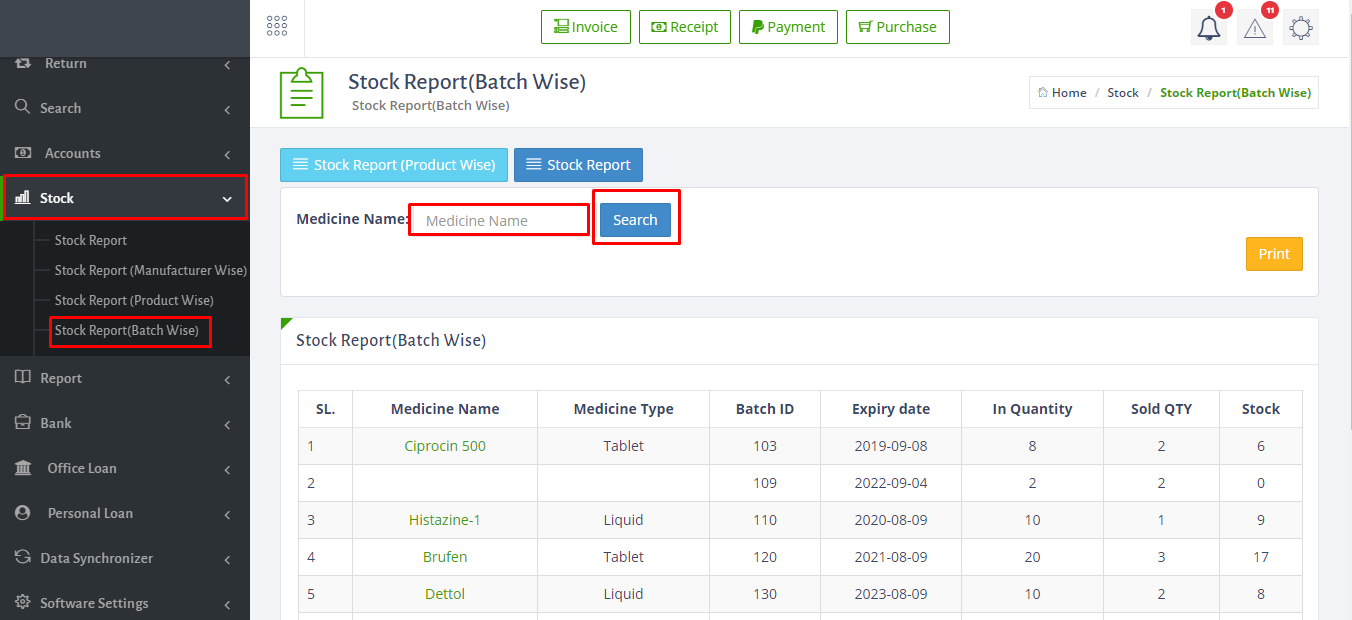 Invoice Receipt Payment Purchase 1 11
Return
Search
Accounts
Stock
Stock Report
Stock Report (Manufacturer Wise)
Stock Report (Product Wise)
Stock Report(Batch Wise)
Report
Bank
Office Loan
Personal Loan
Data Synchronizer
Software Settings
Stock Report(Batch Wise)
Stock Report(Batch Wise)
Home / Stock / Stock Report(Batch Wise)
Stock Report (Product Wise) Stock Report
Medicine Name: Medicine Name Search
Print
Stock Report(Batch Wise)
SL. Medicine Name Medicine Type Batch ID Expiry date In Quantity Sold QTY Stock
1 Ciprocin 500 Tablet 103 2019-09-08 8 2 6
2 109 2022-09-04 2 2 0
3 Histazine-1 Liquid 110 2020-08-09 10 1 9
4 Brufen Tablet 120 2021-08-09 20 3 17
5 Dettol Liquid 130 2023-08-09 10 2 8